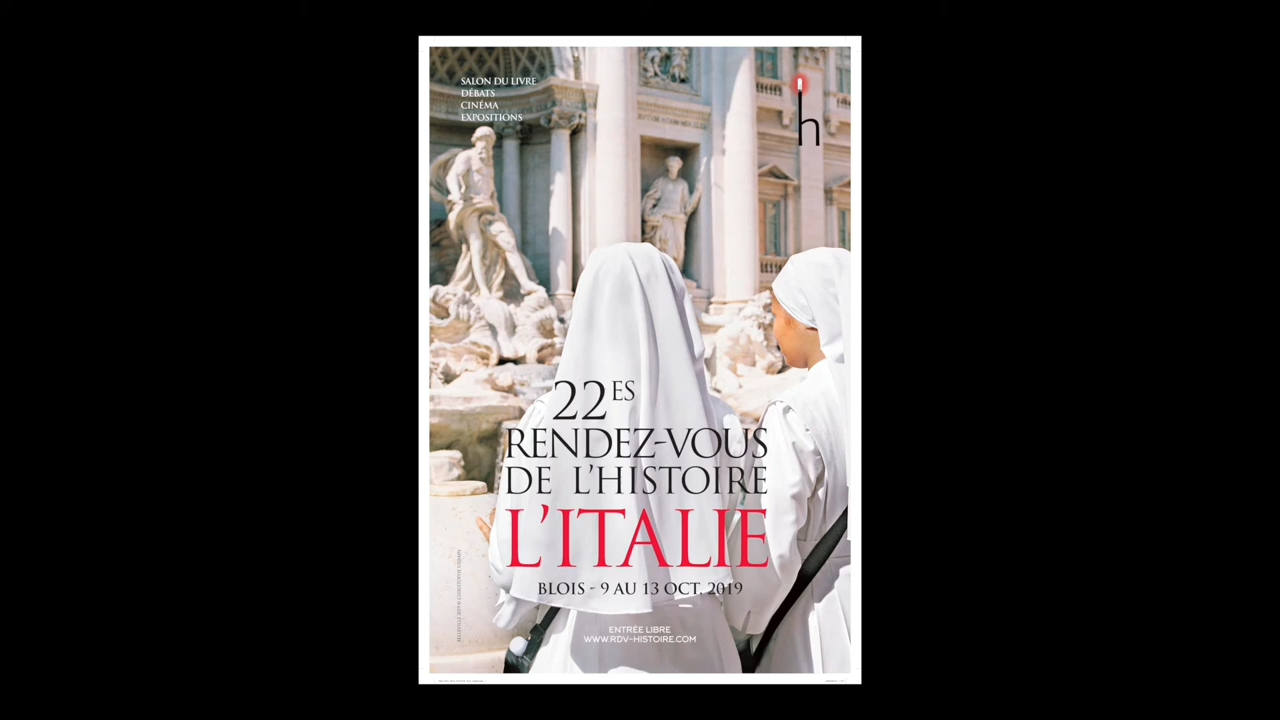 SALON DU LIVRE
DÉBATS
CINÉMA
EXPOSITIONS
h
22ES
RENDEZ-VOUS
DE L'HISTOIRE
L'ITALIE
BLOIS - 9 AU 13 OCT. 2019
ENTRÉE LIBRE
WWW.RDV-HISTOIRE.COM